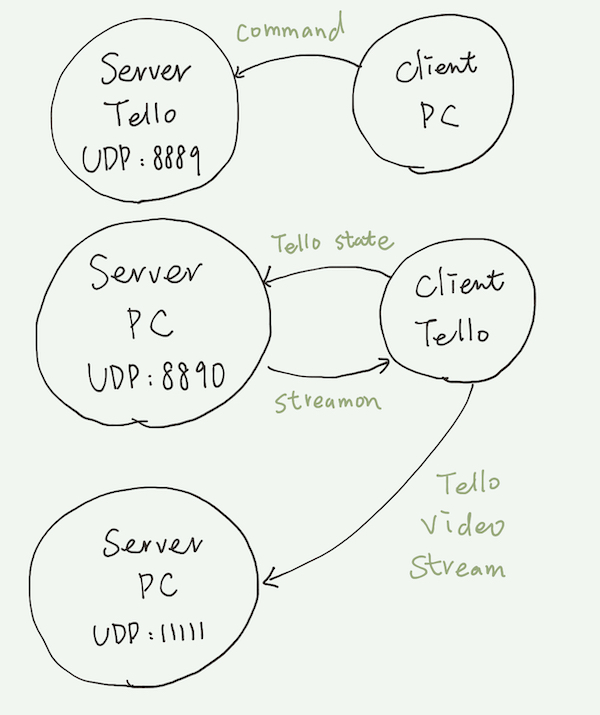 Command
Server
Tello
UDP: 8889
Client
PC
Tello state
Server
PC
UDP: 8890
Client
Tello
streamon
Tello
Video
Stream
Server
PC
UDP: 11111